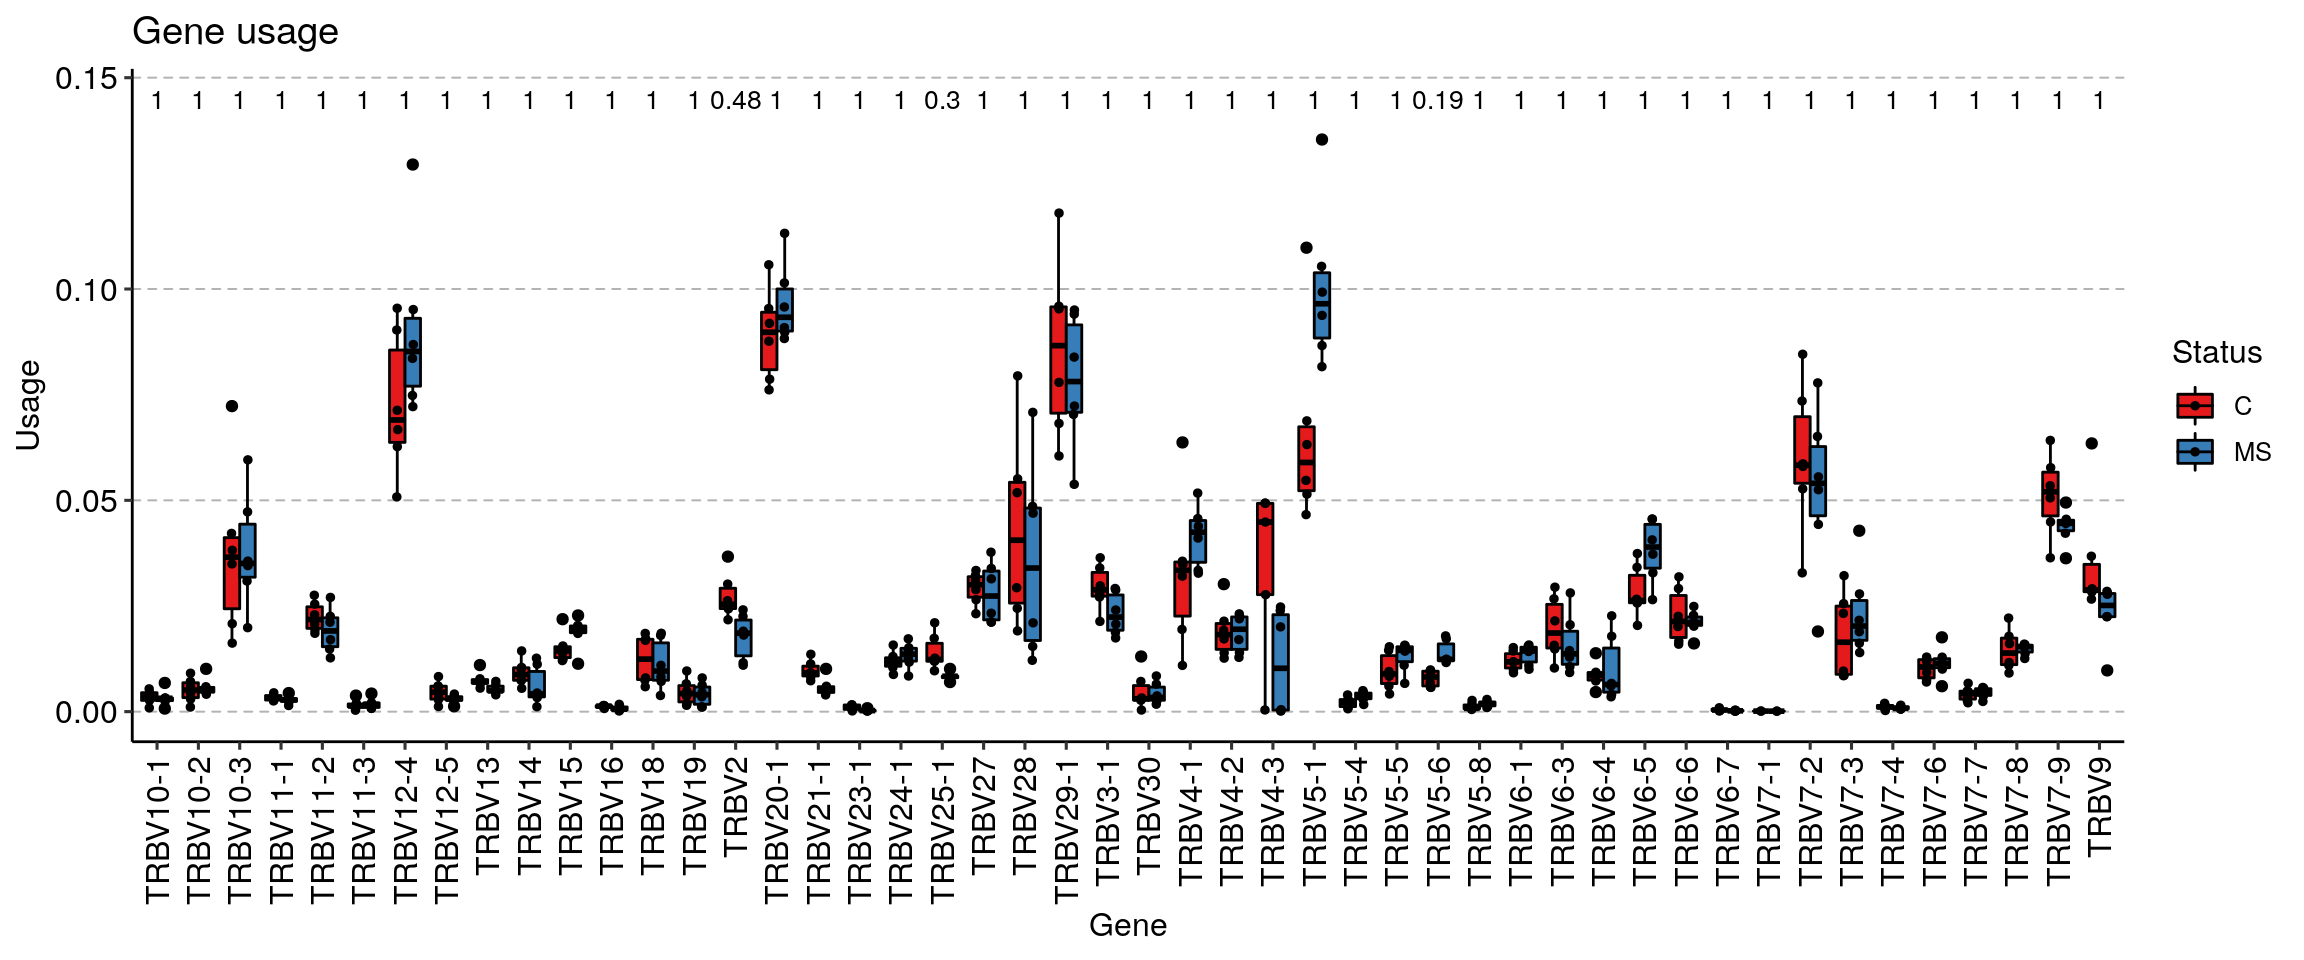 Gene usage
0.15
1 1 1 1 1 1 1 1 1 1 1 1 1 1 0.48 1 1 1 1 0.3 1 1 1 1 1 1 1 1 1 1 1 0.19 1 1 1 1 1 1 1 1 1 1 1 1 1 1 1 1
0.10
0.05
0.00
Usage
TRBV10-1
TRBV10-2
TRBV10-3
TRBV11-1
TRBV11-2
TRBV11-3
TRBV12-4
TRBV12-5
TRBV13
TRBV14
TRBV15
TRBV16
TRBV18
TRBV19
TRBV2
TRBV20-1
TRBV21-1
TRBV23-1
TRBV24-1
TRBV25-1
TRBV27
TRBV28
TRBV29-1
TRBV3-1
TRBV30
TRBV4-1
TRBV4-2
TRBV4-3
TRBV5-1
TRBV5-4
TRBV5-5
TRBV5-6
TRBV5-8
TRBV6-1
TRBV6-3
TRBV6-4
TRBV6-5
TRBV6-6
TRBV6-7
TRBV7-1
TRBV7-2
TRBV7-3
TRBV7-4
TRBV7-6
TRBV7-7
TRBV7-8
TRBV7-9
TRBV9
Gene
Status
C
MS